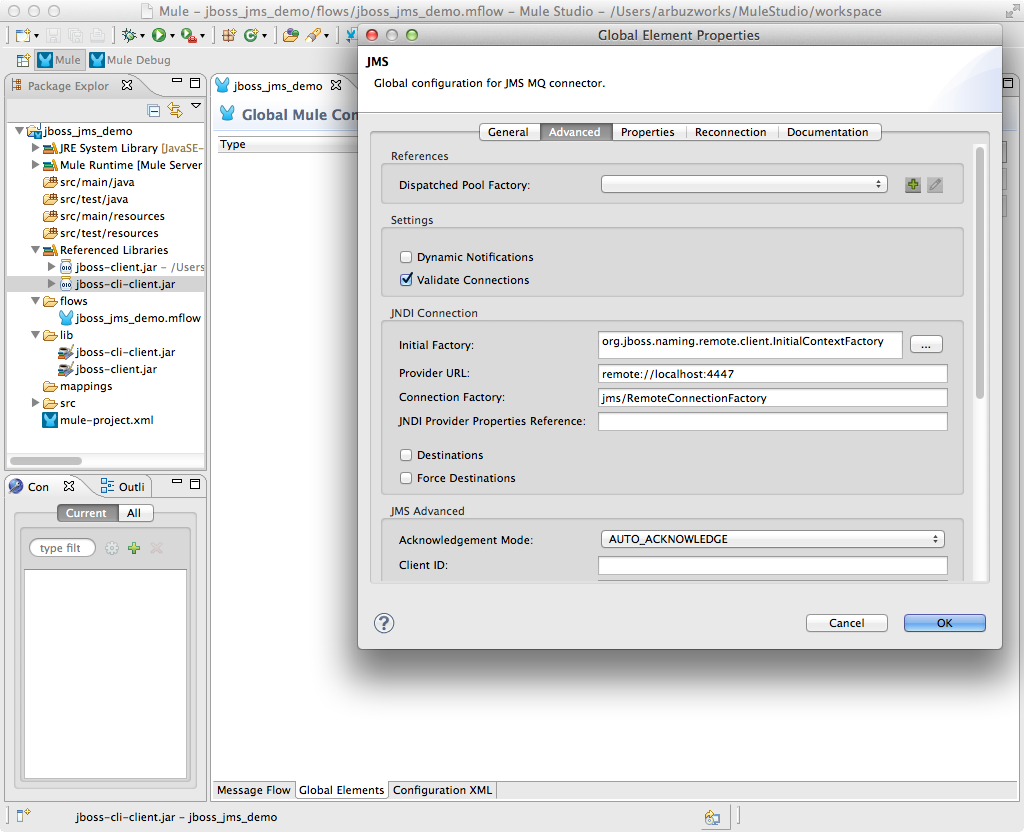 Mule – jboss_jms_demo/flows/jboss_jms_demo.mflow – Mule Studio – /Users/arbuzworks/MuleStudio/workspace
Mule
Mule Debug
Package Explor
jboss_jms_demo
JRE System Library [JavaSE-
Mule Runtime [Mule Server
src/main/java
src/test/java
src/main/resources
src/test/resources
Referenced Libraries
jboss-client.jar – /Users
jboss-cli-client.jar
flows
jboss_jms_demo.mflow
lib
jboss-cli-client.jar
jboss-client.jar
mappings
src
mule-project.xml
Con
Outli
Current
All
type filt
jboss_jms_demo
Global Mule Con
Type
Global Element Properties
JMS
Global configuration for JMS MQ connector.
General
Advanced
Properties
Reconnection
Documentation
References
Dispatched Pool Factory:
Settings
Dynamic Notifications
Validate Connections
JNDI Connection
Initial Factory:
org.jboss.naming.remote.client.InitialContextFactory
...
Provider URL:
remote://localhost:4447
Connection Factory:
jms/RemoteConnectionFactory
JNDI Provider Properties Reference:
Destinations
Force Destinations
JMS Advanced
Acknowledgement Mode:
AUTO_ACKNOWLEDGE
Client ID:
?
Cancel
OK
Message Flow
Global Elements
Configuration XML
jboss-cli-client.jar – jboss_jms_demo